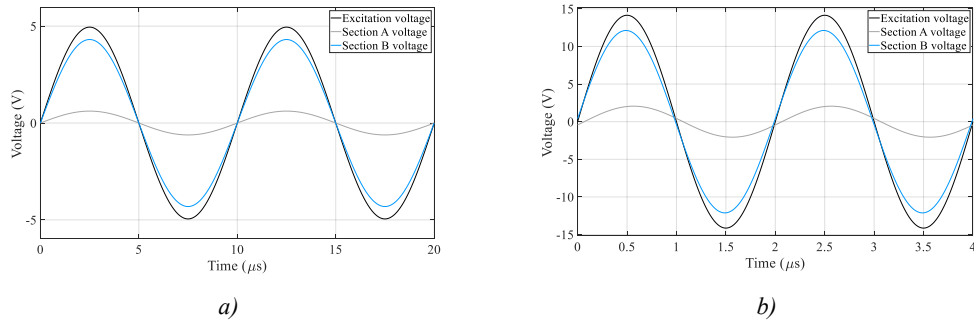 Excitation voltage
Section A voltage
Section B voltage
5
0
-5
Voltage (V)
0 5 10 15 20
Time (μs)
a)
Excitation voltage
Section A voltage
Section B voltage
15
10
5
0
-5
-10
-15
Voltage (V)
0 0.5 1 1.5 2 2.5 3 3.5 4
Time (μs)
b)